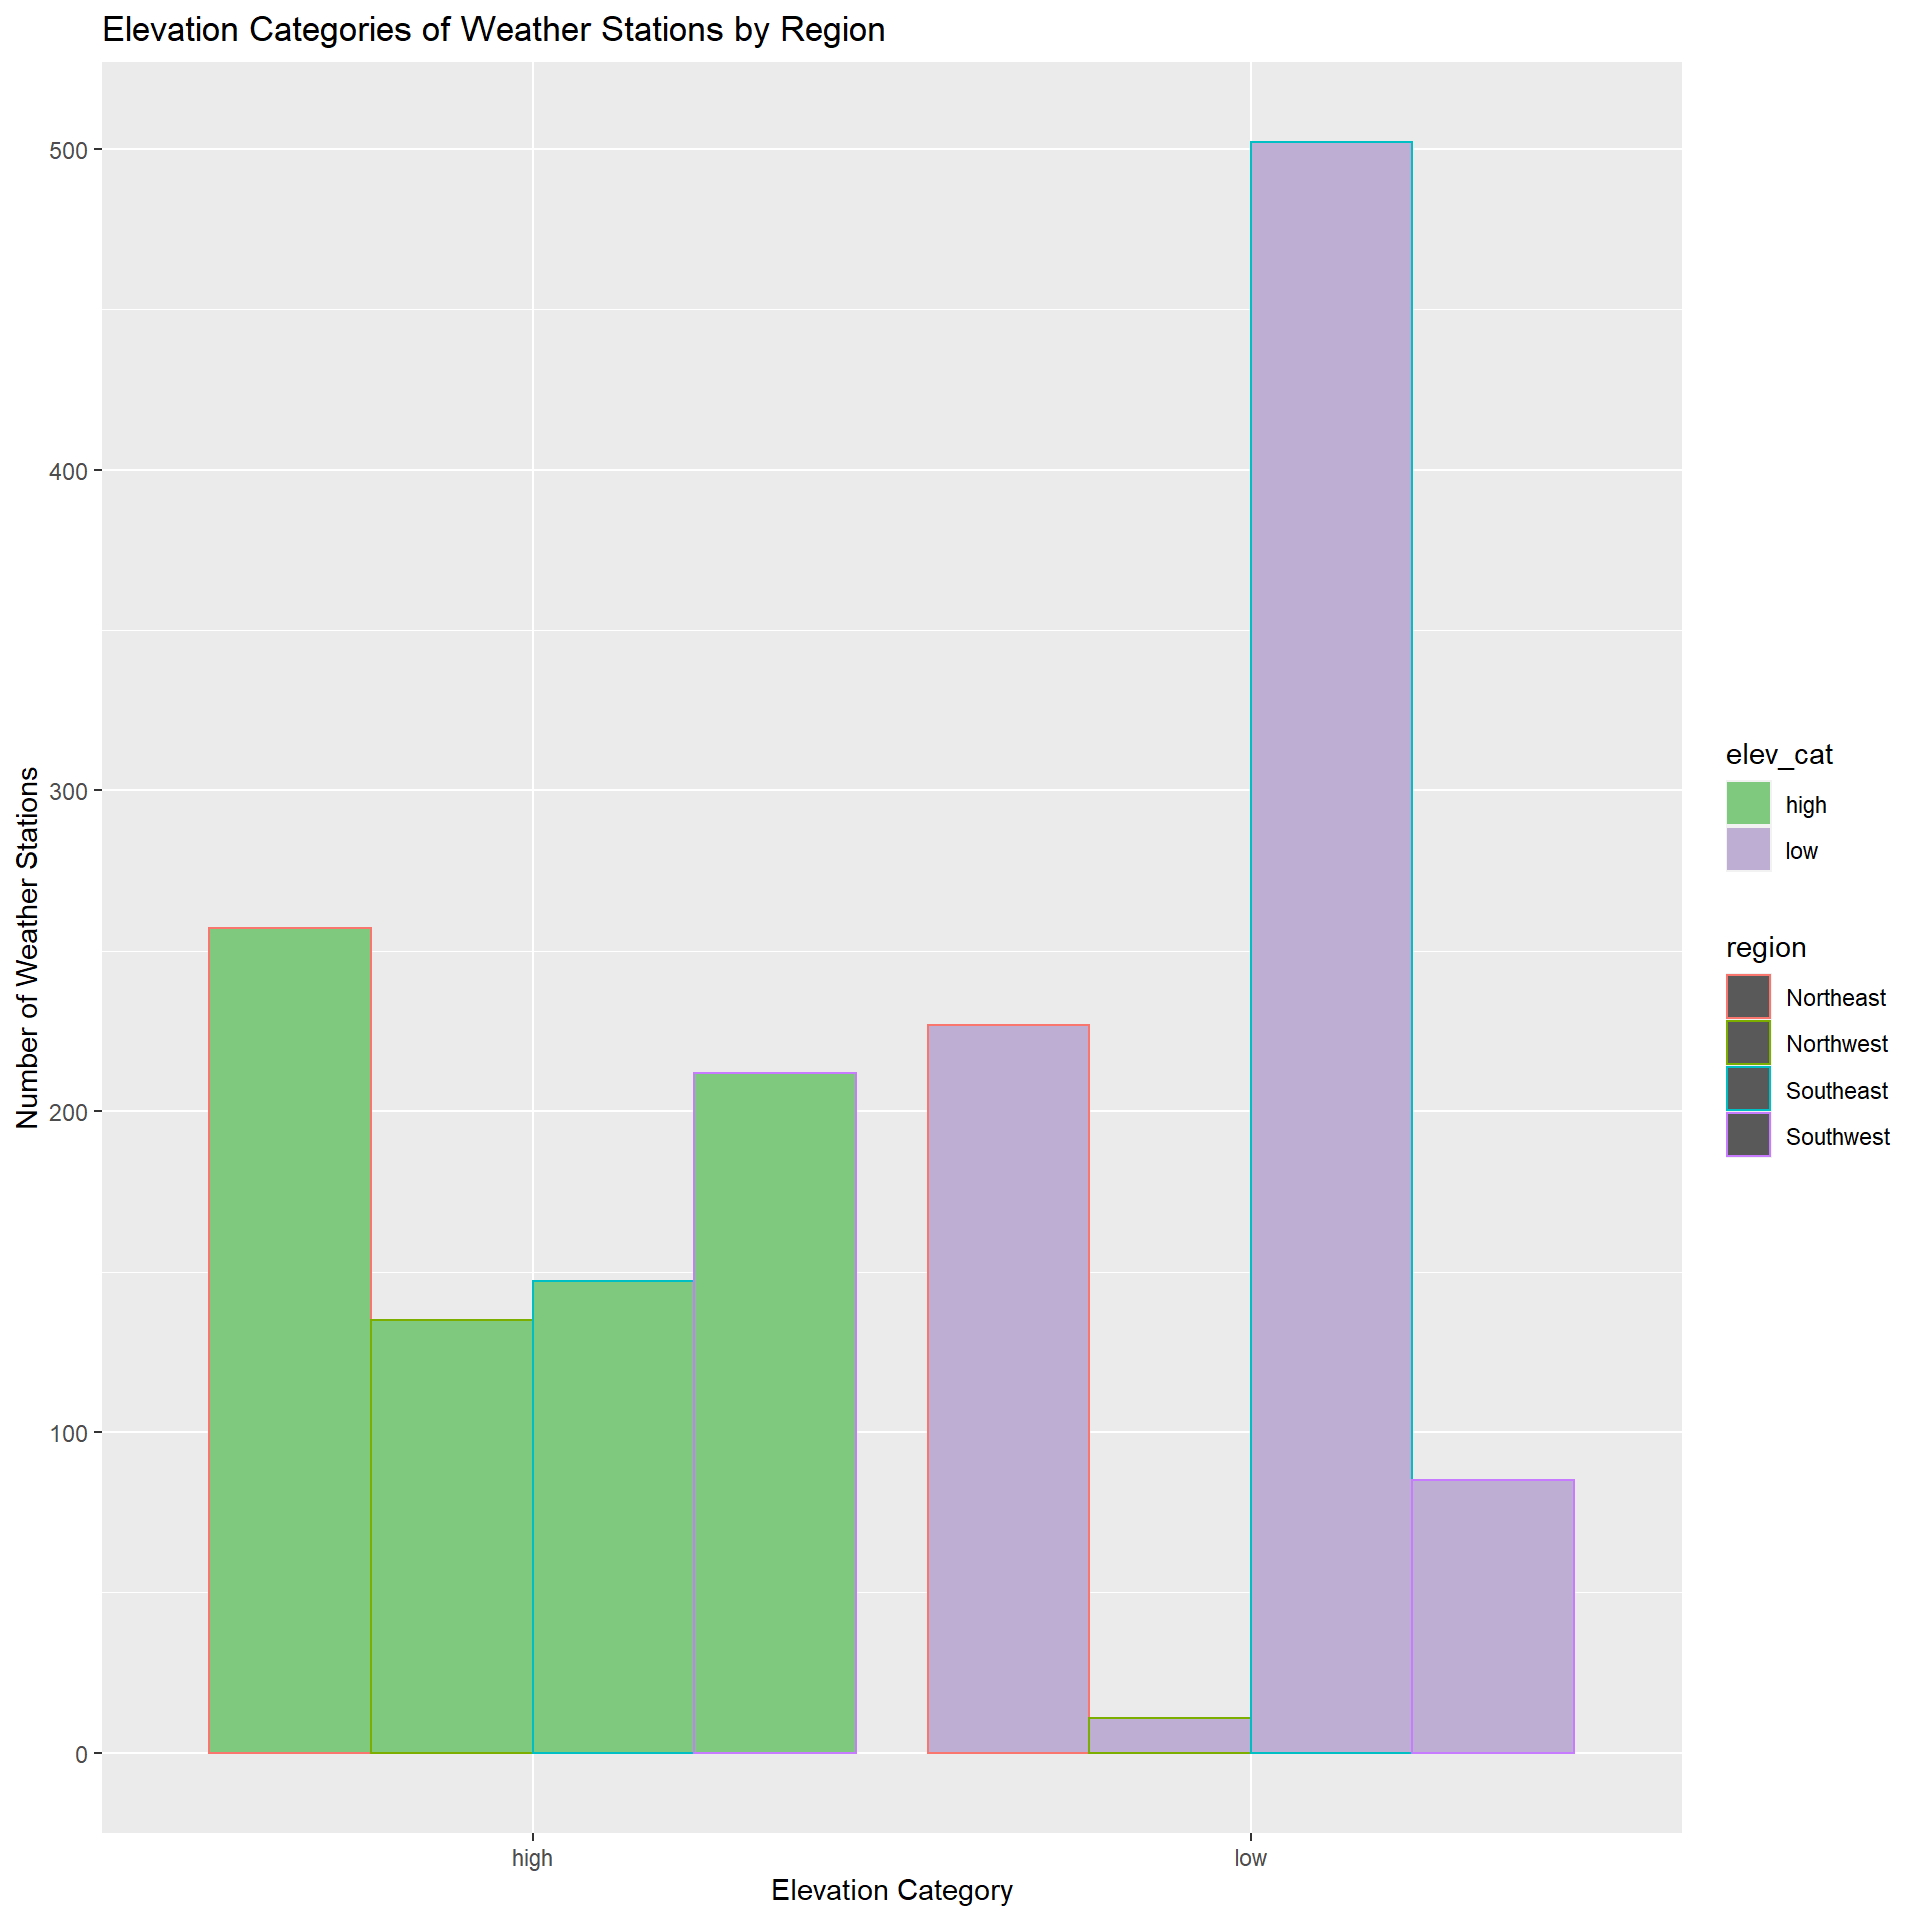 Elevation Categories of Weather Stations by Region
Number of Weather Stations
500
400
300
200
100
0
high
low
Elevation Category
elev_cat
high
low
region
Northeast
Northwest
Southeast
Southwest